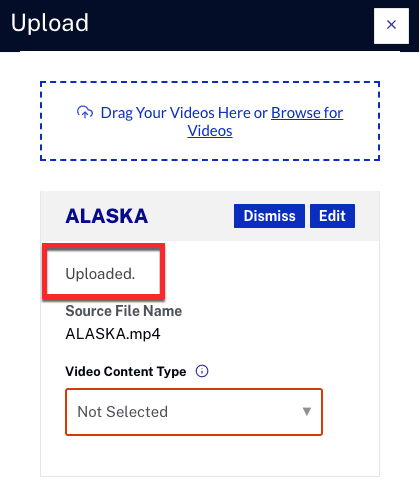 Upload
Drag Your Videos Here or Browse for
Videos
ALASKA
Dismiss
Edit
Uploaded.
Source File Name
ALASKA.mp4
Video Content Type
Not Selected